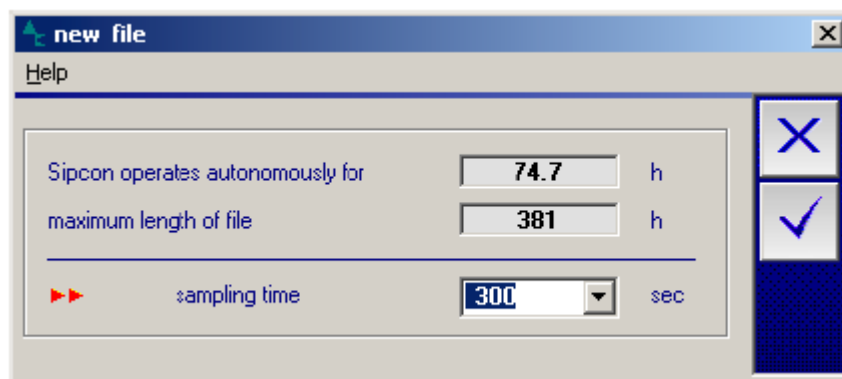 new file
Help
Sipcon operates autonomously for 74.7 h
maximum length of file 381 h
sampling time 300 sec